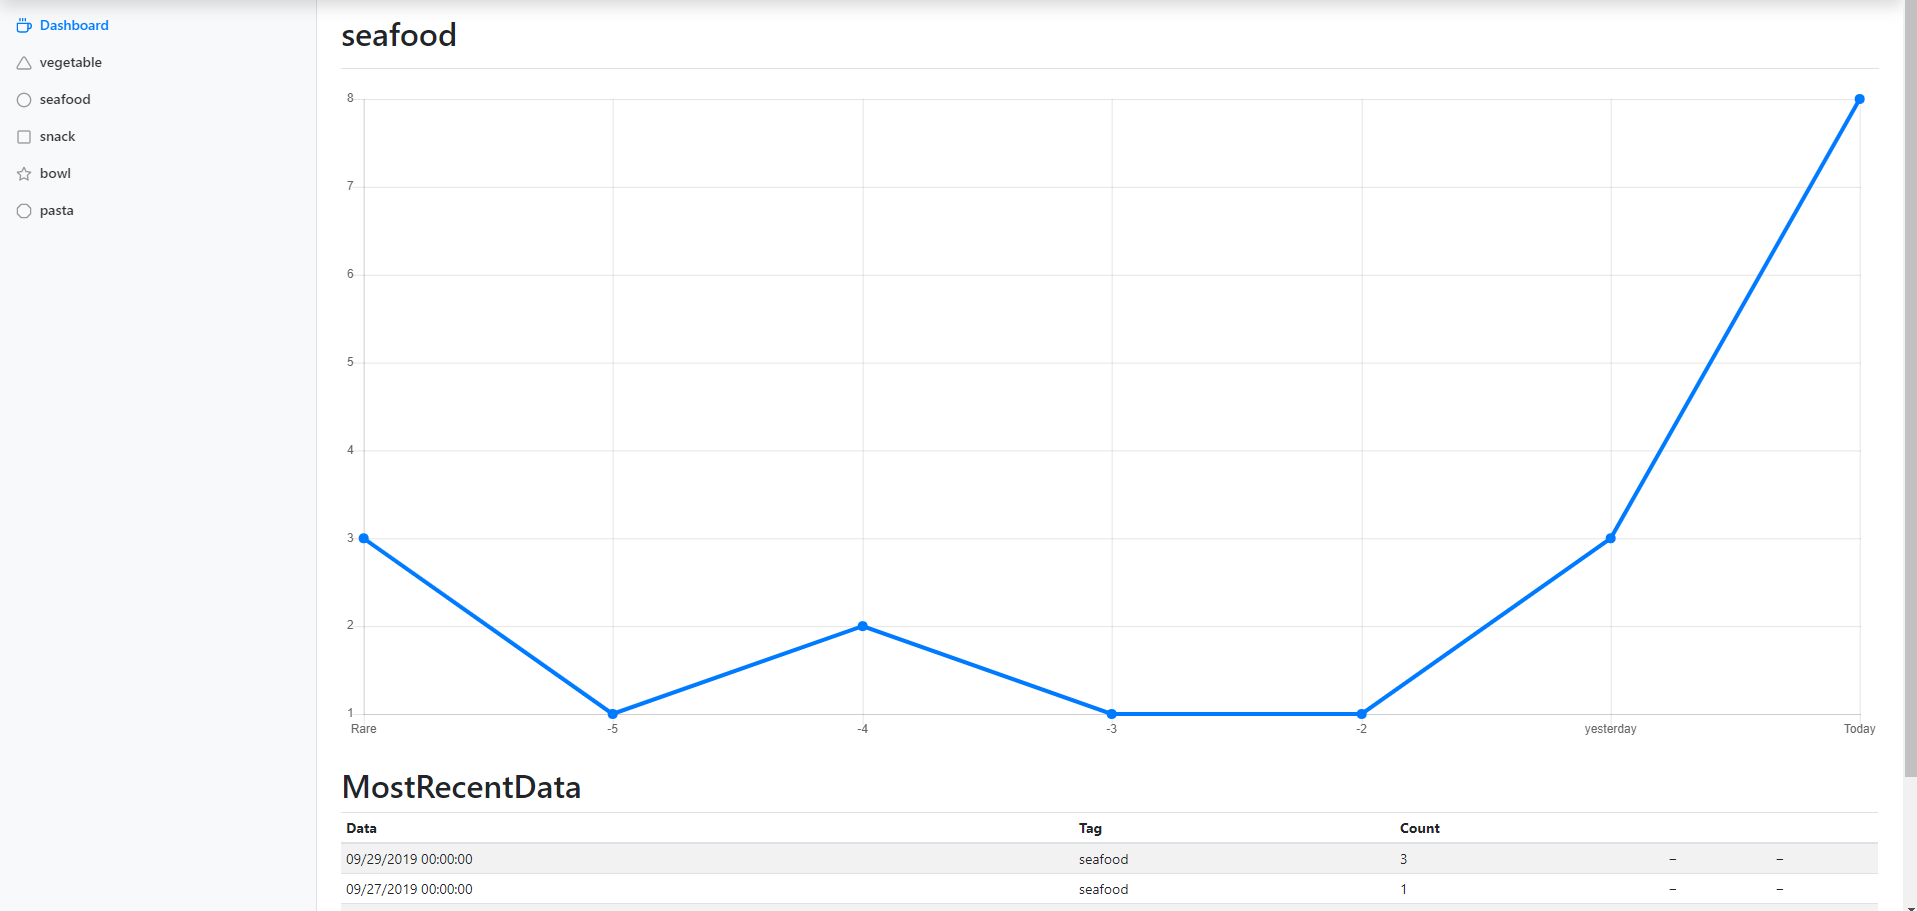 Dashboard
vegetable
seafood
snack
bowl
pasta
seafood
8
7
6
5
4
3
2
1
Rare -5 -4 -3 -2 yesterday Today
MostRecentData
Data Tag Count
09/29/2019 00:00:00 seafood 3 – –
09/27/2019 00:00:00 seafood 1 – –